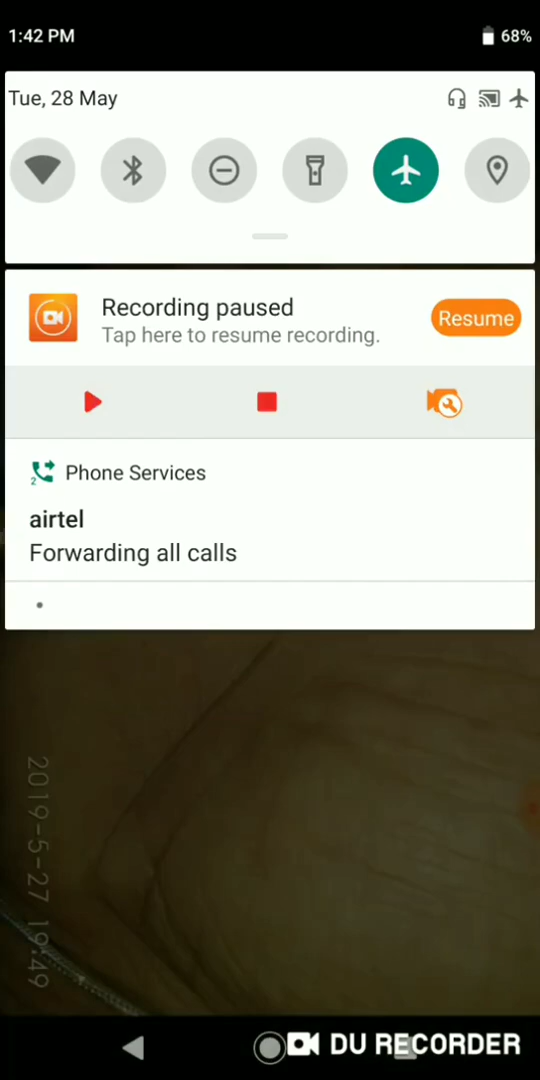 1:42 PM
68%
Tue, 28 May
Recording paused
Tap here to resume recording.
Resume
2 Phone Services
airtel
Forwarding all calls
2019-5-27 19:49
DU RECORDER